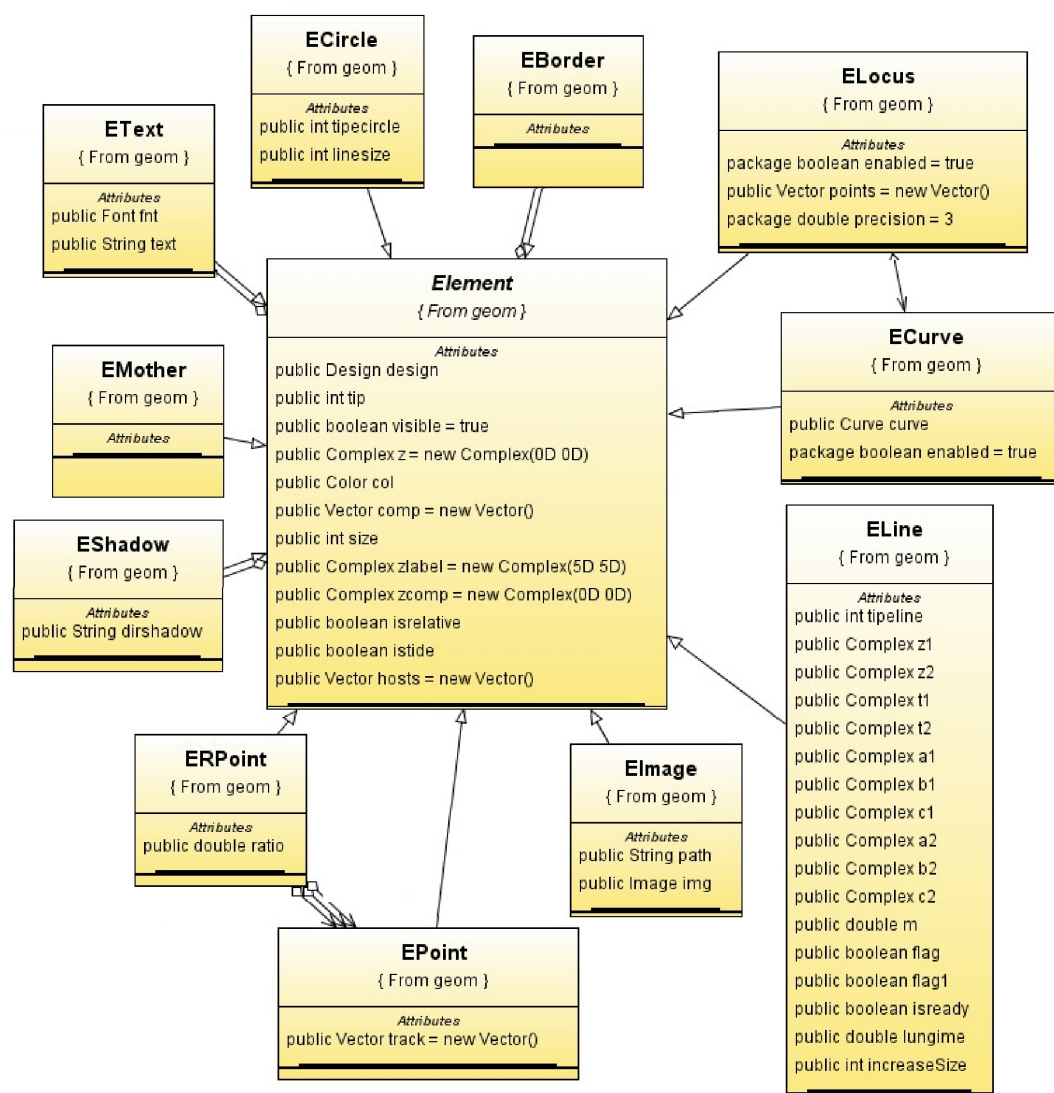 ECircle
{ From geom }
Attributes
public int tipecircle
public int linesize
EBorder
{ From geom }
Attributes
ELocus
{ From geom }
Attributes
package boolean enabled = true
public Vector points = new Vector()
package double precision = 3
EText
{ From geom }
Attributes
public Font fnt
public String text
Element
{ From geom }
Attributes
public Design design
public int tip
public boolean visible = true
public Complex z = new Complex(0D 0D)
public Color col
public Vector comp = new Vector()
public int size
public Complex zlabel = new Complex(5D 5D)
public Complex zcomp = new Complex(0D 0D)
public boolean isrelative
public boolean istide
public Vector hosts = new Vector()
ECurve
{ From geom }
Attributes
public Curve curve
package boolean enabled = true
EMother
{ From geom }
Attributes
EShadow
{ From geom }
Attributes
public String dirshadow
ELine
{ From geom }
Attributes
public int tipeline
public Complex z1
public Complex z2
public Complex t1
public Complex t2
public Complex a1
public Complex b1
public Complex c1
public Complex a2
public Complex b2
public Complex c2
public double m
public boolean flag
public boolean flag1
public boolean isready
public double lungime
public int increaseSize
ERPoint
{ From geom }
Attributes
public double ratio
EImage
{ From geom }
Attributes
public String path
public Image img
EPoint
{ From geom }
Attributes
public Vector track = new Vector()